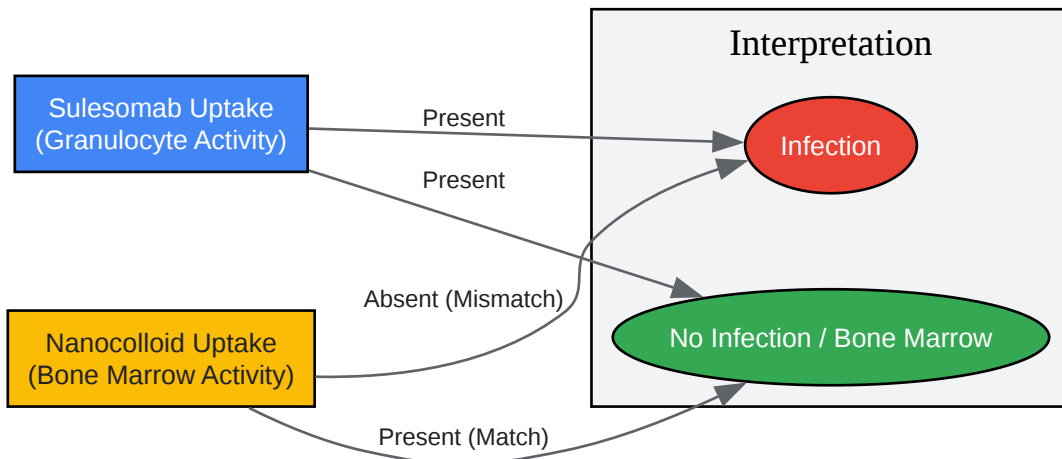 Interpretation
Sulesomab Uptake
(Granulocyte Activity)
Present
Infection
Present
Absent (Mismatch)
Nanocolloid Uptake
(Bone Marrow Activity)
No Infection / Bone Marrow
Present (Match)